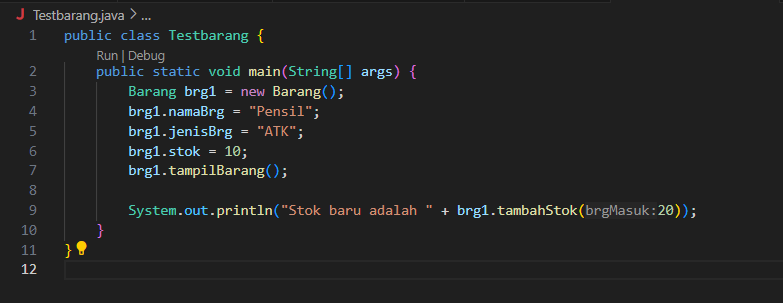 J Testbarang.java > ...
1 public class Testbarang {
Run | Debug
2 public static void main(String[] args) {
3 Barang brg1 = new Barang();
4 brg1.namaBrg = "Pensil";
5 brg1.jenisBrg = "ATK";
6 brg1.stok = 10;
7 brg1.tampilBarang();
8
9 System.out.println("Stok baru adalah " + brg1.tambahStok(brgMasuk:20));
10 }
11 }
12